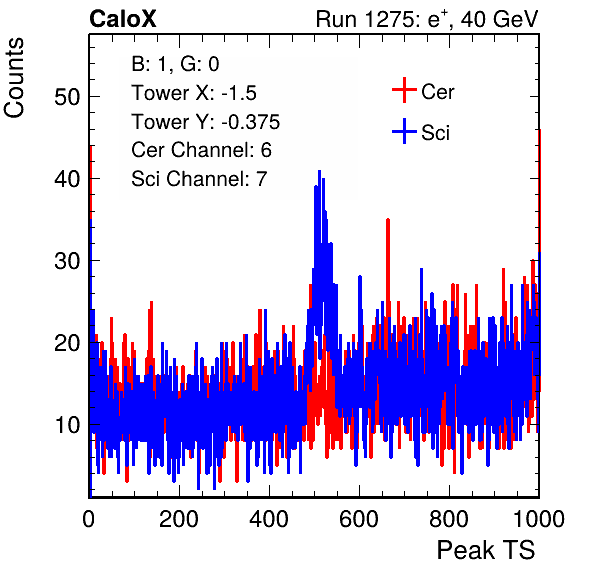 CaloX Run 1275: e+, 40 GeV
Counts
B: 1, G: 0
Tower X: -1.5
Tower Y: -0.375
Cer Channel: 6
Sci Channel: 7
Cer
Sci
50
40
30
20
10
0 200 400 600 800 1000
Peak TS